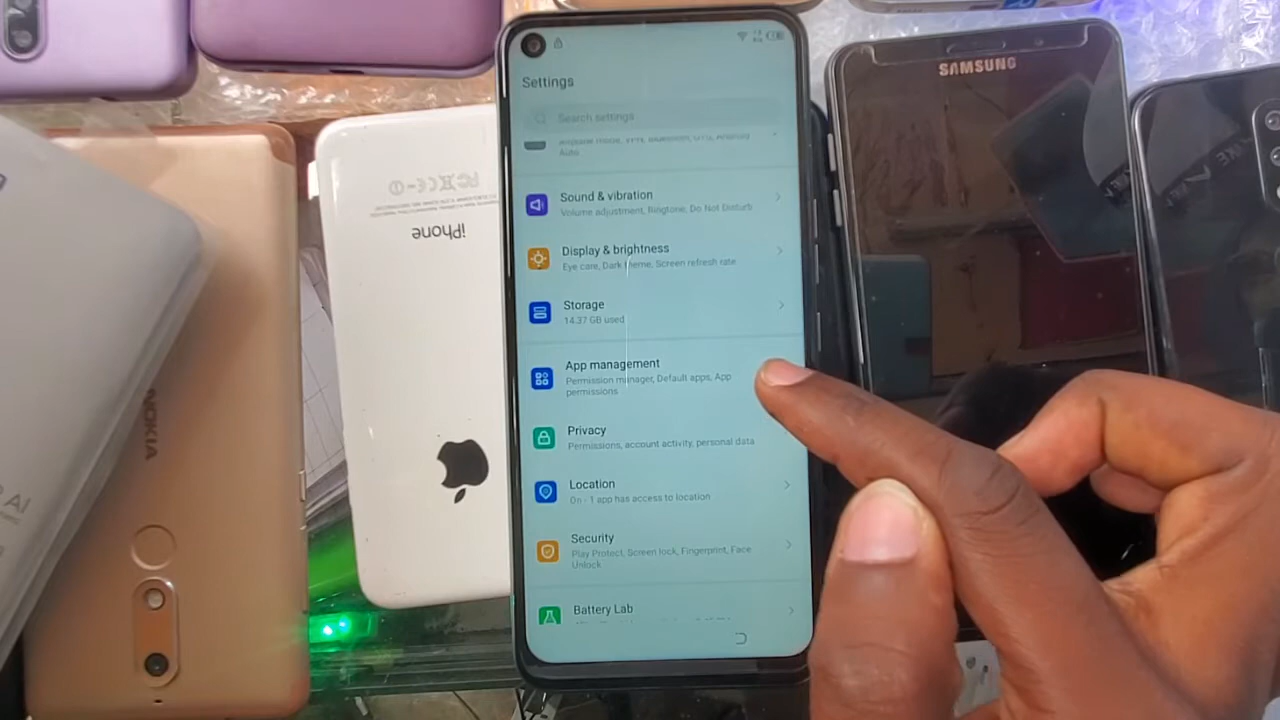 Settings
Search settings
Auto
Sound & vibration
Volume adjustment, Ringtone, Do Not Disturb
Display & brightness
Eye care, Dark theme, Screen refresh rate
Storage
14.37 GB used
App management
Permission manager, Default apps, App
permissions
Privacy
Permissions, account activity, personal data
Location
On - 1 app has access to location
Security
Play Protect, Screen lock, Fingerprint, Face
Unlock
Battery Lab
iPhone
NOKIA
AI
SAMSUNG